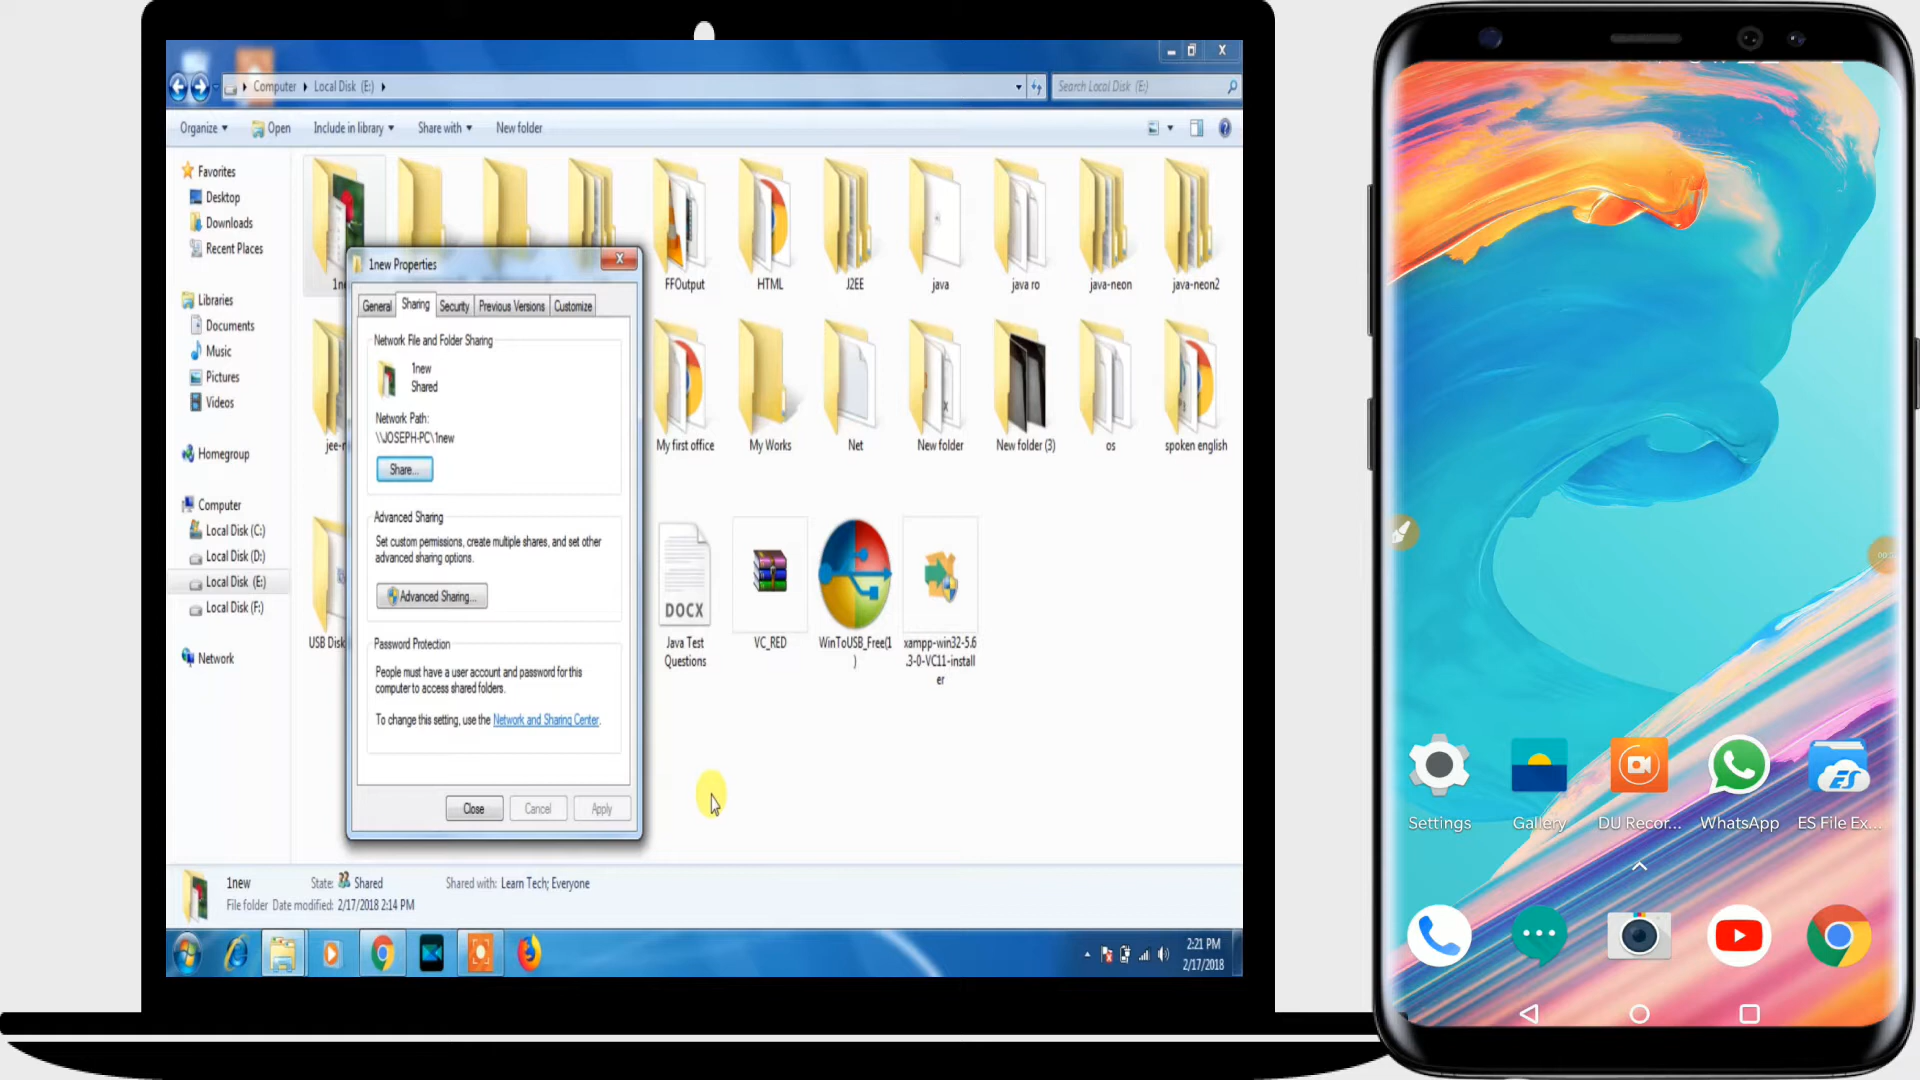 Computer
Local Disk (E:)
Search Local Disk (E:)
Organize
Open
Include in library
Share with
New folder
Favorites
Desktop
Downloads
Recent Places
Libraries
Documents
Music
Pictures
Videos
Homegroup
Computer
Local Disk (C:)
Local Disk (D:)
Local Disk (E:)
Local Disk (F:)
Network
FFOutput
HTML
J2EE
java
java ro
java-neon
java-neon2
My first office
My Works
Net
New folder
New folder (3)
os
spoken english
USB Disk
DOCX
Java Test
Questions
VC_RED
WinToUSB_Free(1
)
xampp-win32-5.6
.3-0-VC11-install
er
1new Properties
General
Sharing
Security
Previous Versions
Customize
Network File and Folder Sharing
1new
Shared
Network Path:
\\JOSEPH-PC\1new
Share...
Advanced Sharing
Set custom permissions, create multiple shares, and set other
advanced sharing options.
Advanced Sharing...
Password Protection
People must have a user account and password for this
computer to access shared folders.
To change this setting, use the Network and Sharing Center.
Close
Cancel
Apply
1new
State: Shared
Shared with: Learn Tech; Everyone
File folder Date modified: 2/17/2018 2:14 PM
2:21 PM
2/17/2018
Settings
Gallery
DU Recor...
WhatsApp
ES File Ex...
ES